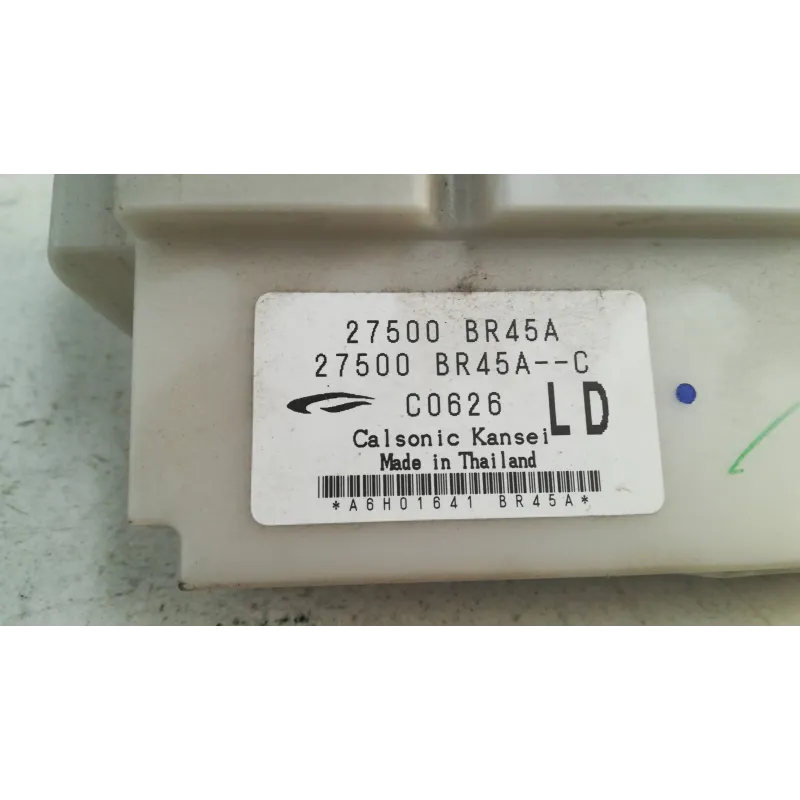 27500 BR45A
27500 BR45A--C
C0626 LD
Calsonic Kansei
Made in Thailand
*A6H01641 BR45A*